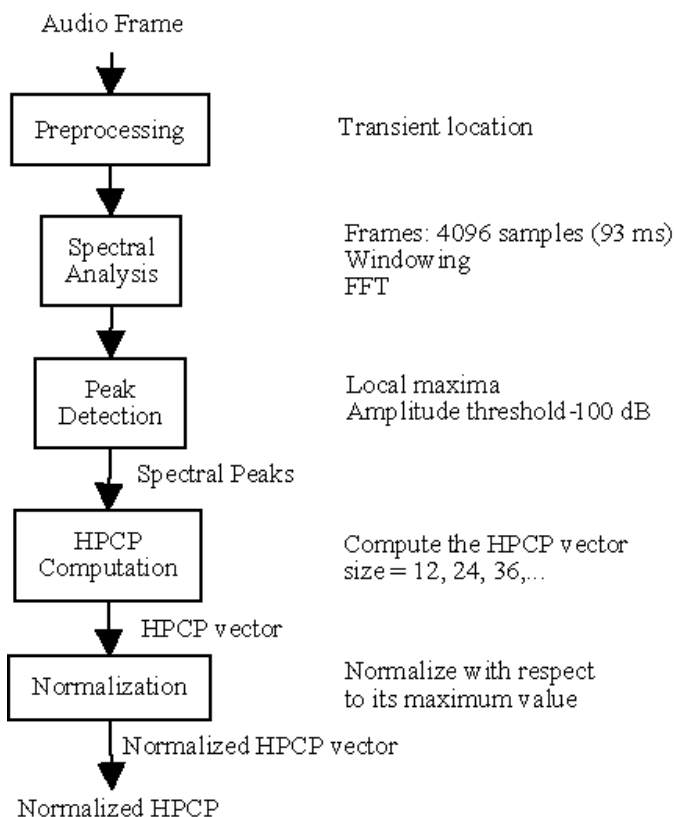 Audio Frame
Preprocessing
Transient location
Spectral
Analysis
Frames: 4096 samples (93 ms)
Windowing
FFT
Peak
Detection
Local maxima
Amplitude threshold-100 dB
Spectral Peaks
HPCP
Computation
Compute the HPCP vector
size = 12, 24, 36,...
HPCP vector
Normalization
Normalize with respect
to its maximum value
Normalized HPCP vector
Normalized HPCP